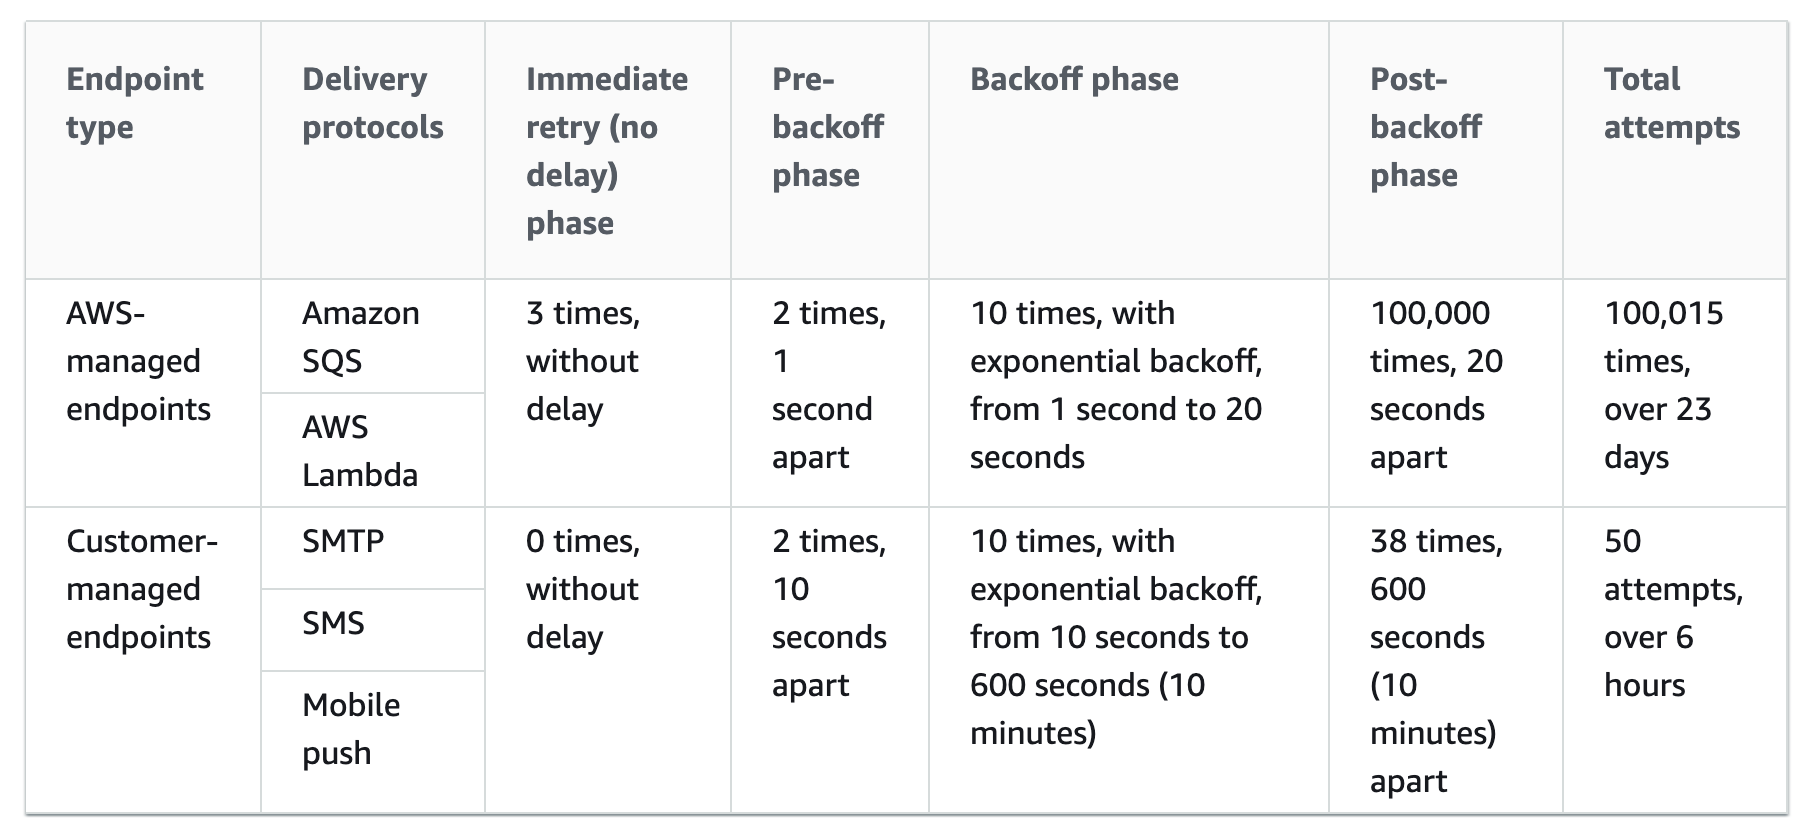 Endpoint
type
Delivery
protocols
Immediate
retry (no
delay)
phase
Pre-
backoff
phase
Backoff phase
Post-
backoff
phase
Total
attempts
AWS-
managed
endpoints
Amazon
SQS
AWS
Lambda
3 times,
without
delay
2 times,
1
second
apart
10 times, with
exponential backoff,
from 1 second to 20
seconds
100,000
times, 20
seconds
apart
100,015
times,
over 23
days
Customer-
managed
endpoints
SMTP
SMS
Mobile
push
0 times,
without
delay
2 times,
10
seconds
apart
10 times, with
exponential backoff,
from 10 seconds to
600 seconds (10
minutes)
38 times,
600
seconds
(10
minutes)
apart
50
attempts,
over 6
hours